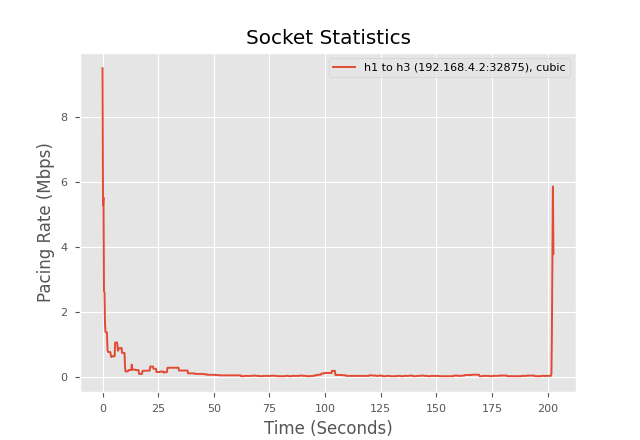 Socket Statistics
h1 to h3 (192.168.4.2:32875), cubic
Pacing Rate (Mbps)
8
6
4
2
0
0 25 50 75 100 125 150 175 200
Time (Seconds)